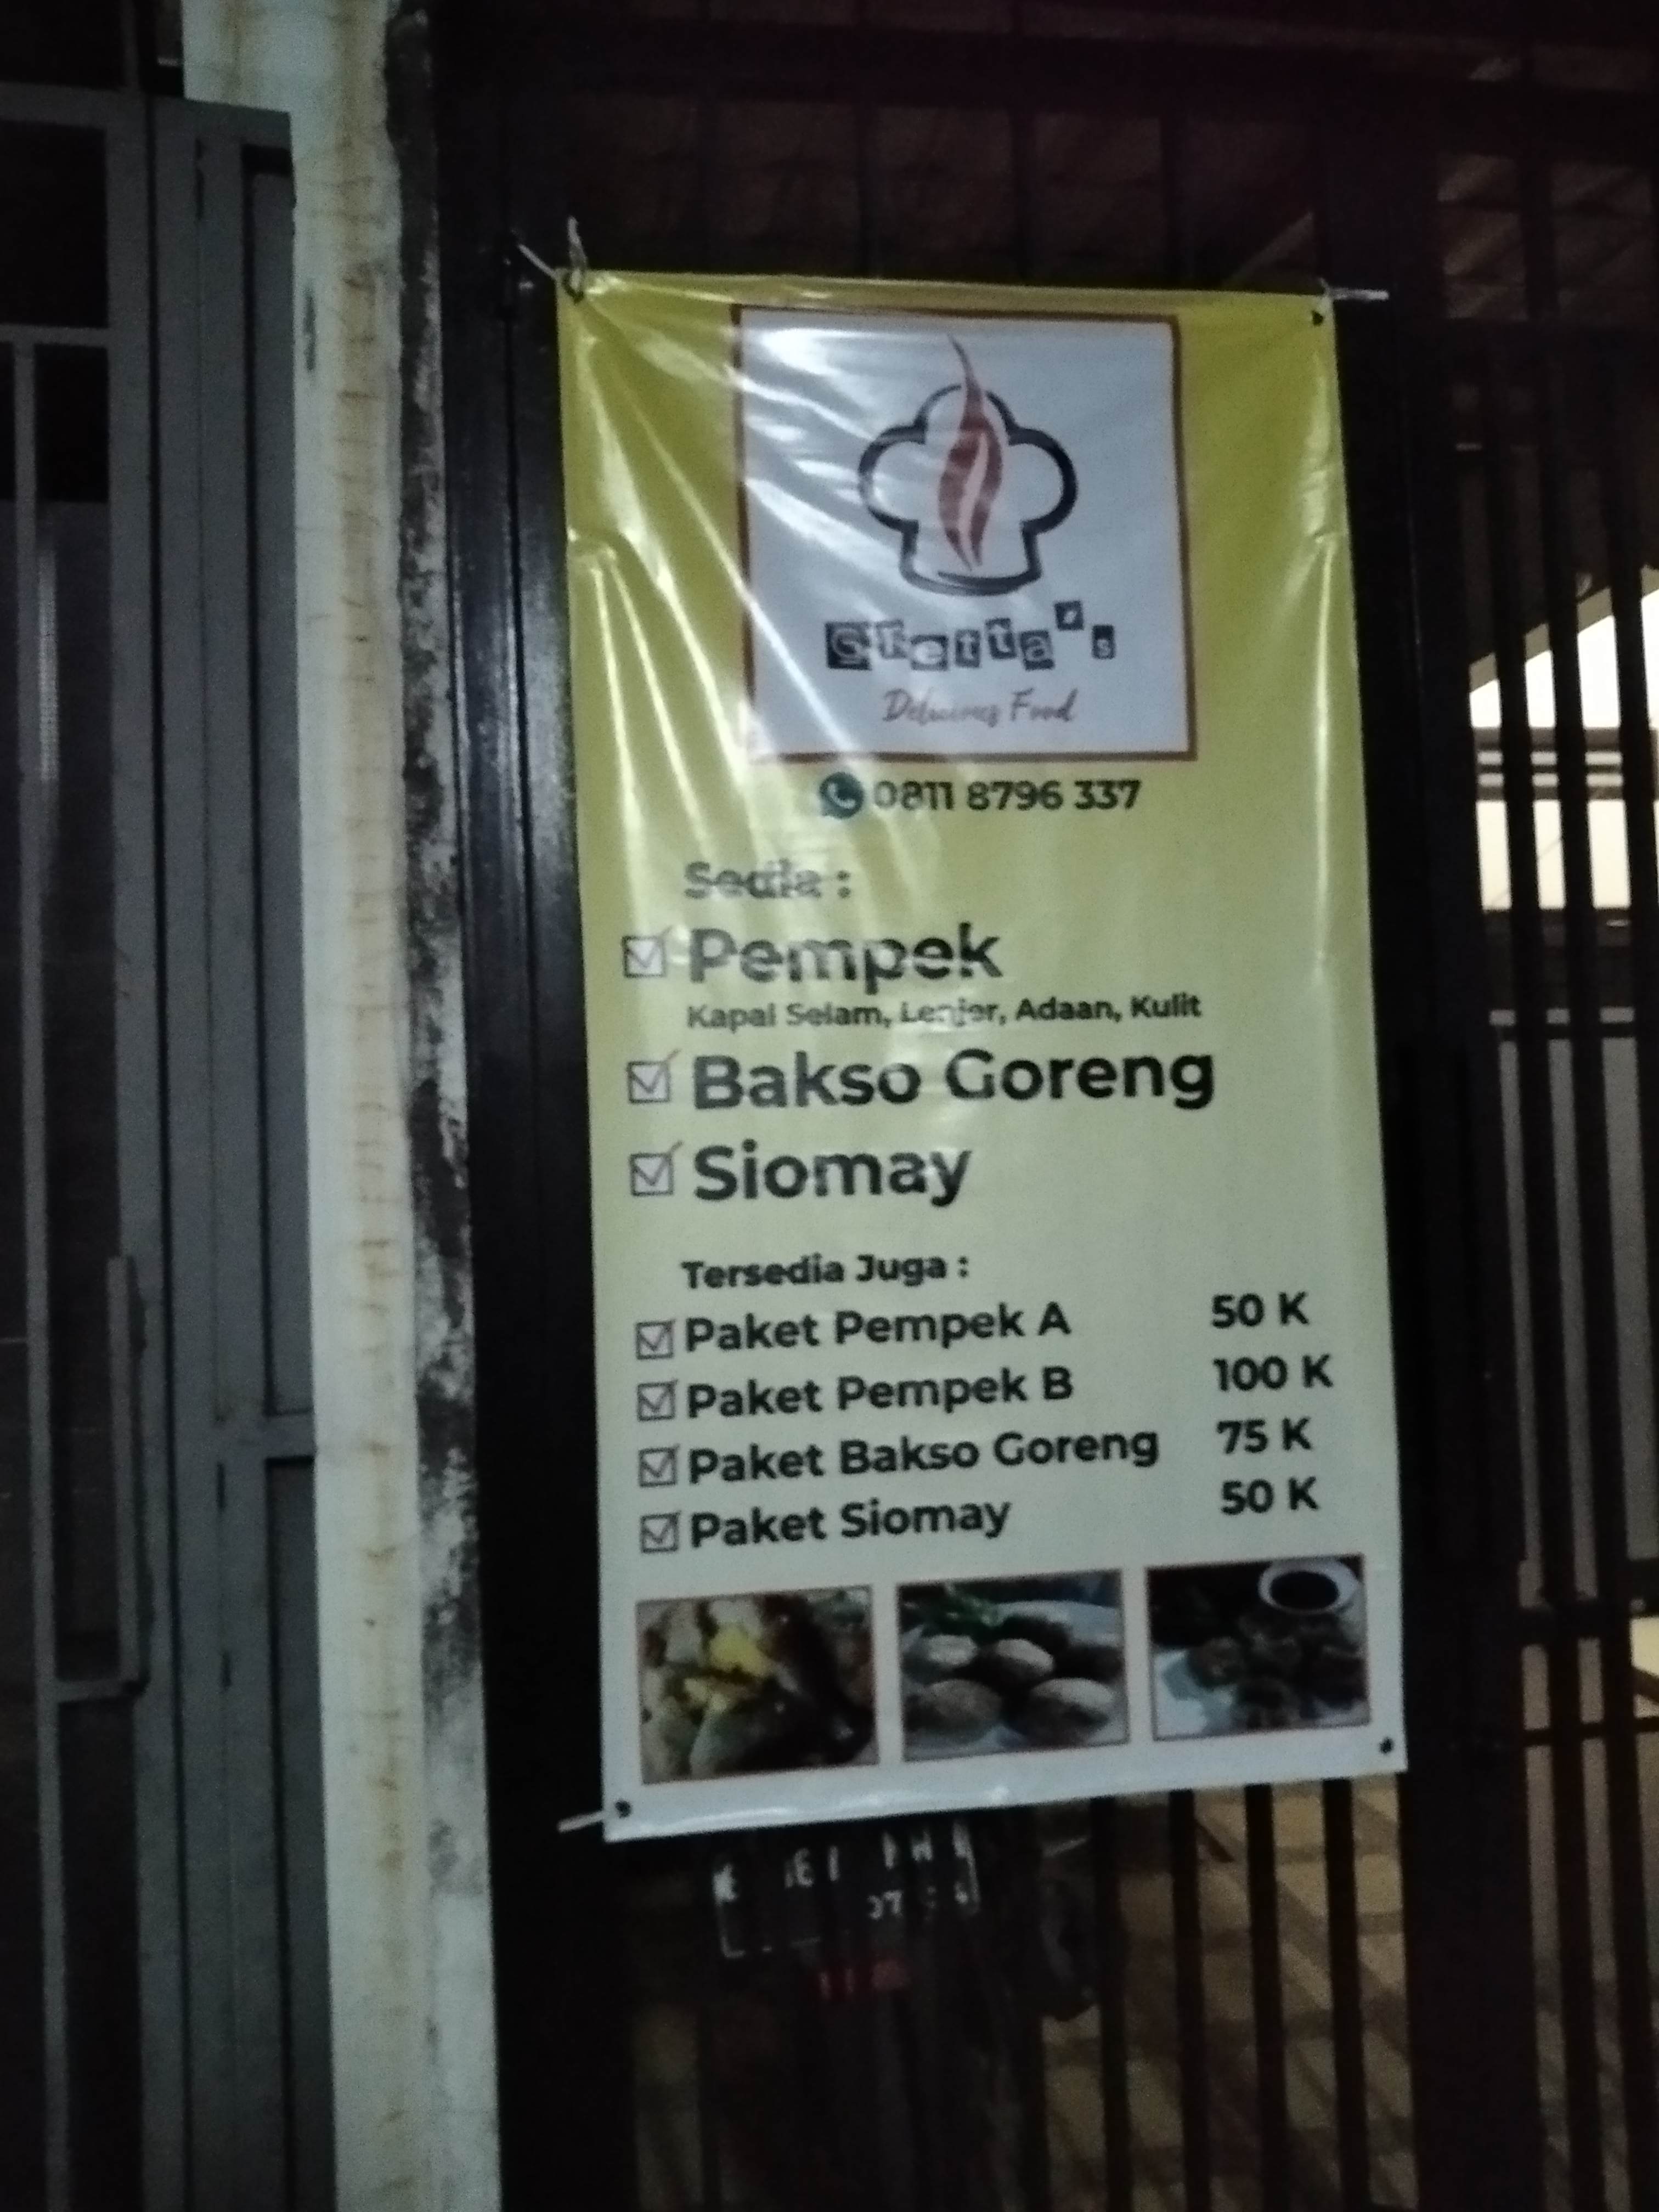 Gretta's
Delicious Food
0811 8796 337
Sedia :
Pempek
Kapal Selam, Lenjer, Adaan, Kulit
Bakso Goreng
Siomay
Tersedia Juga :
Paket Pempek A 50 K
Paket Pempek B 100 K
Paket Bakso Goreng 75 K
Paket Siomay 50 K